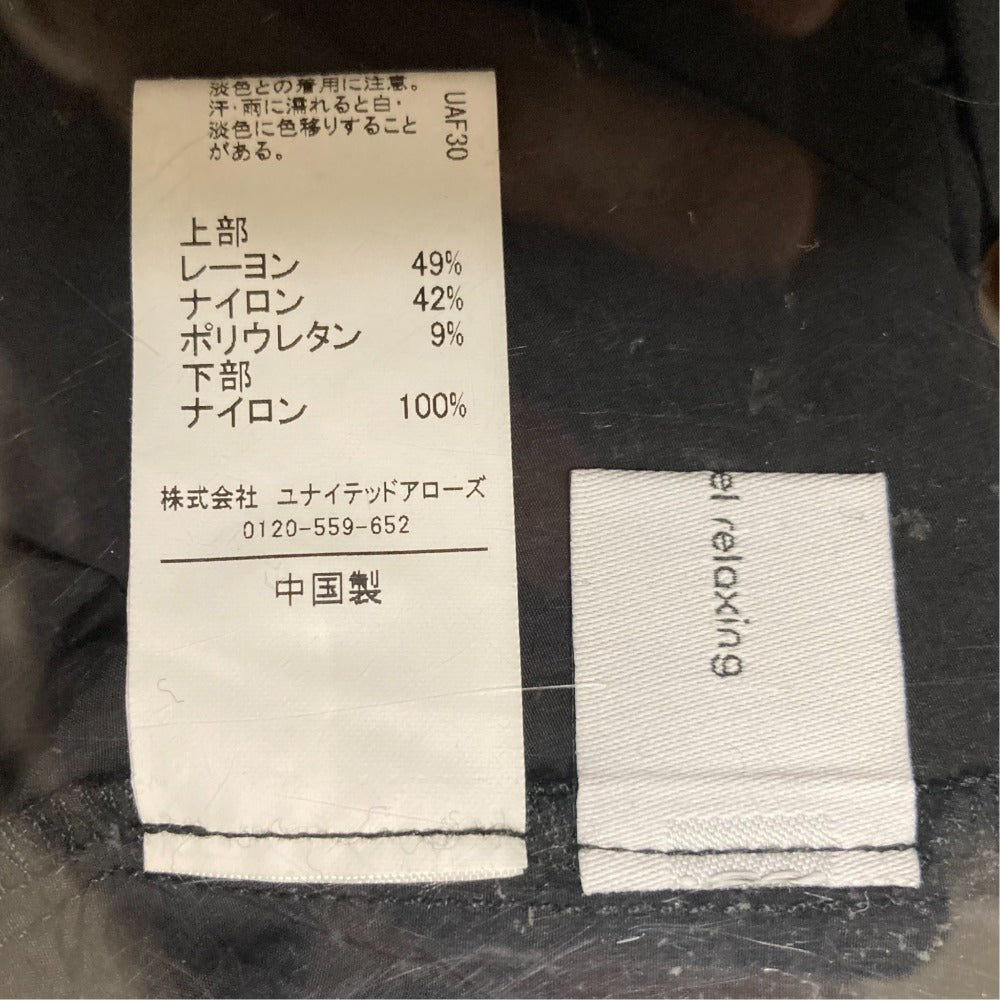 淡色との着用に注意。
汗・雨に濡れると白・
淡色に色移りすること
がある。
UAF30
上部
レーヨン 49%
ナイロン 42%
ポリウレタン 9%
下部
ナイロン 100%
株式会社 ユナイテッドアローズ
0120-559-652
中国製
el relaxing